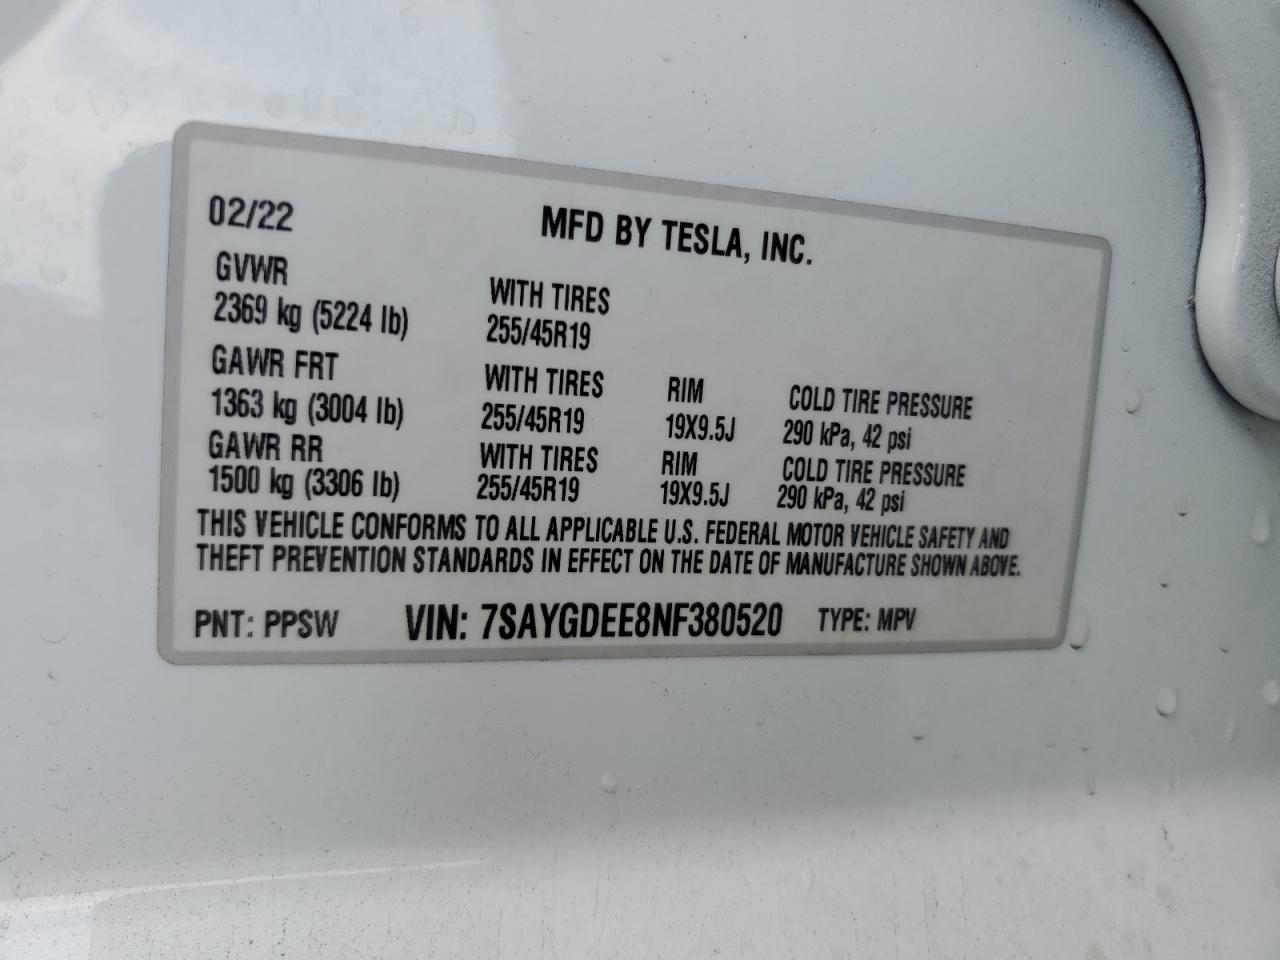 02/22 MFD BY TESLA, INC.
GVWR
2369 kg (5224 lb) WITH TIRES
255/45R19
GAWR FRT WITH TIRES RIM COLD TIRE PRESSURE
1363 kg (3004 lb) 255/45R19 19X9.5J 290 kPa, 42 psi
GAWR RR WITH TIRES RIM COLD TIRE PRESSURE
1500 kg (3306 lb) 255/45R19 19X9.5J 290 kPa, 42 psi
THIS VEHICLE CONFORMS TO ALL APPLICABLE U.S. FEDERAL MOTOR VEHICLE SAFETY AND
THEFT PREVENTION STANDARDS IN EFFECT ON THE DATE OF MANUFACTURE SHOWN ABOVE.
PNT: PPSW VIN: 7SAYGDEE8NF380520 TYPE: MPV